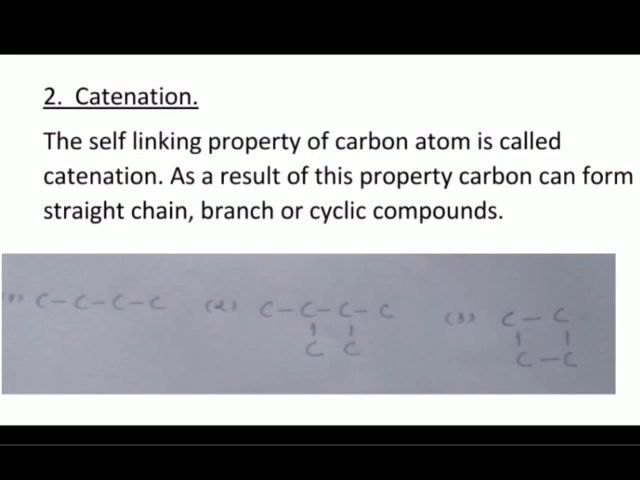 2. Catenation.
The self linking property of carbon atom is called
catenation. As a result of this property carbon can form
straight chain, branch or cyclic compounds.
(1) C-C-C-C (2) C-C-C-C (3) C-C
C C C-C